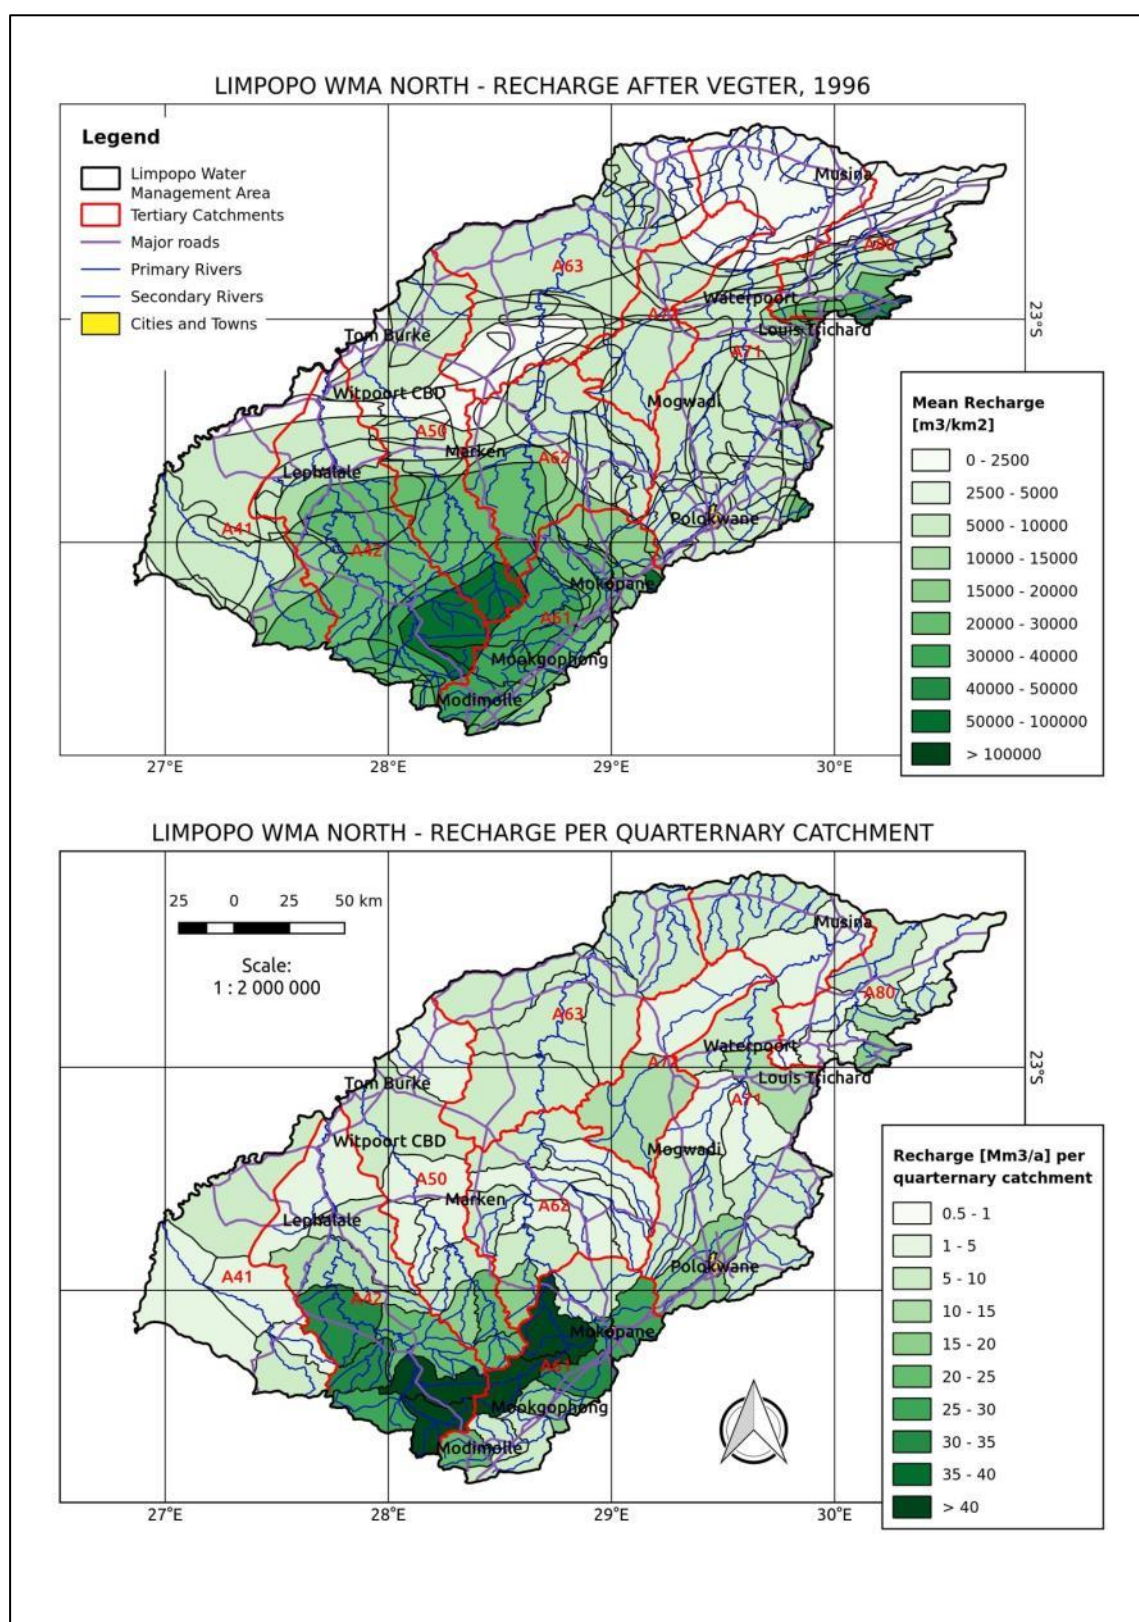 LIMPOPO WMA NORTH - RECHARGE AFTER VEGTER, 1996
Legend
Limpopo Water
Management Area
Tertiary Catchments
Major roads
Primary Rivers
Secondary Rivers
Cities and Towns
Musina
A80
A63
Waterpoort
23°S
Louis Trichard
Tom Burke
A71
Witpoort CBD
Mogwadi
A50
Marken
A62
Lephalale
Polokwane
A41
A42
Mokopane
A61
Mookgophong
Modimolle
Mean Recharge
[m3/km2]
0 - 2500
2500 - 5000
5000 - 10000
10000 - 15000
15000 - 20000
20000 - 30000
30000 - 40000
40000 - 50000
50000 - 100000
> 100000
27°E
28°E
29°E
30°E
LIMPOPO WMA NORTH - RECHARGE PER QUARTERNARY CATCHMENT
25 0 25 50 km
Scale:
1 : 2 000 000
Musina
A80
A63
Waterpoort
23°S
Louis Trichard
Tom Burke
A71
Witpoort CBD
Mogwadi
A50
Marken
A62
Lephalale
Polokwane
A41
A42
Mokopane
A61
Mookgophong
Modimolle
Recharge [Mm3/a] per
quarternary catchment
0.5 - 1
1 - 5
5 - 10
10 - 15
15 - 20
20 - 25
25 - 30
30 - 35
35 - 40
> 40
27°E
28°E
29°E
30°E